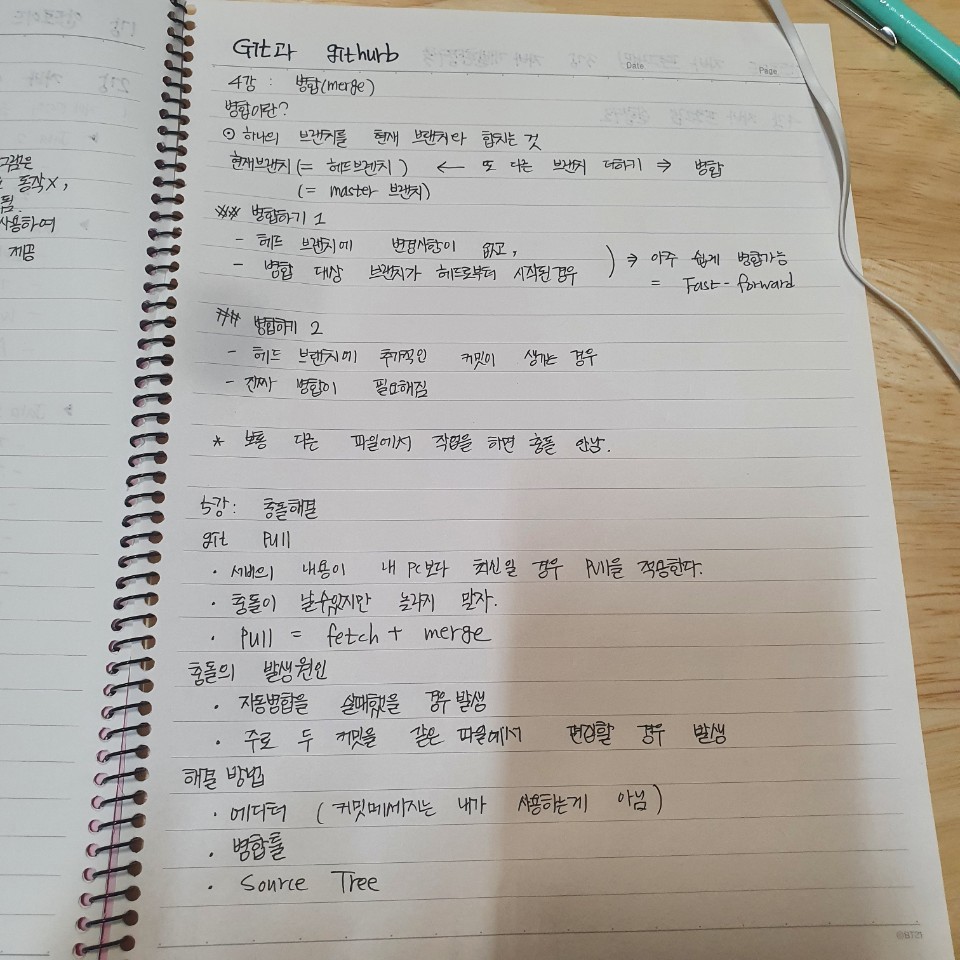 Git과 githurb
Date
Page
4강 : 병합(merge)
병합이란?
⊙ 하나의 브랜치를 현재 브랜치와 합치는 것
현재브랜치 (= 헤드브렌치) ← 또 다른 브랜치 더하기 ⇒ 병합
(= master 브랜치)
## 병합하기 1
- 헤드 브랜치에 변경사항이 없고,
- 병합 대상 브랜치가 헤드로부터 시작된경우
) ⇒ 아주 쉽게 병합가능
= Fast-forward
## 병합하기 2
- 헤드 브랜치에 추가적인 커밋이 생기는 경우
- 진짜 병합이 필요해짐
* 보통 다른 파일에서 작업을 하면 충돌 안남.
5강: 충돌해결
git pull
· 서버의 내용이 내 PC보다 최신일 경우 Pull을 적용한다.
· 충돌이 날수있지만 놀라지 말자.
· Pull = fetch + merge
충돌의 발생원인
· 자동병합을 실패했을 경우 발생
· 주로 두 커밋을 같은 파일에서 편집할 경우 발생
해결 방법
· 에디터 (커밋메세지는 내가 사용하는게 아님)
· 병합툴
· Source Tree
그램은
동작X,
됨.
사용하여
제공
©BT21